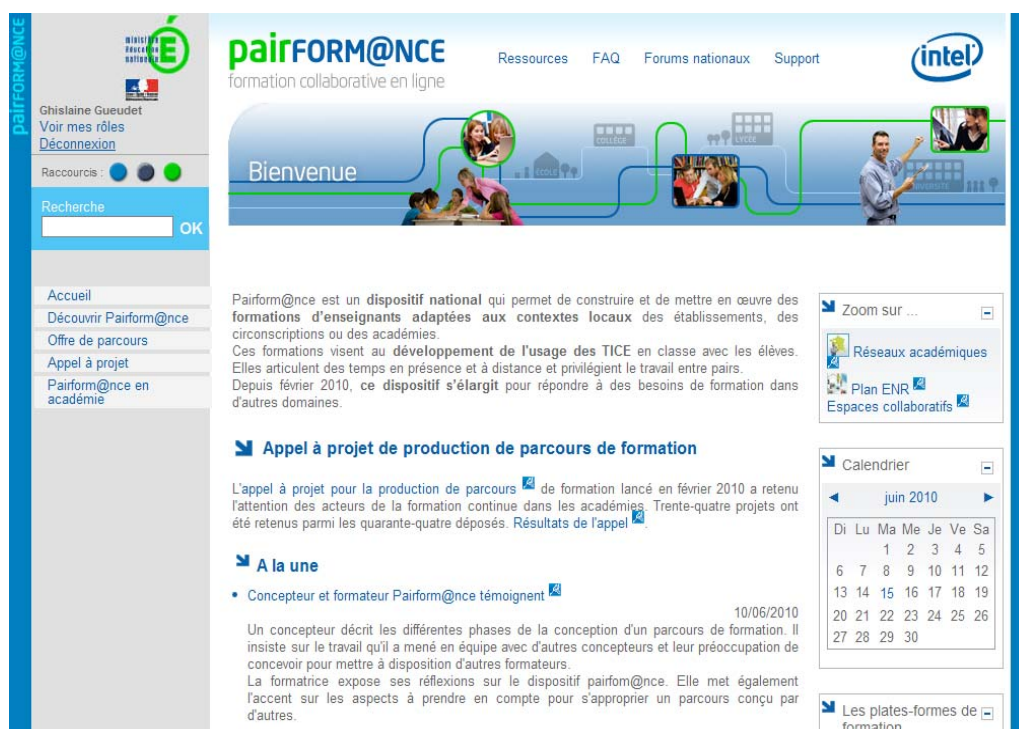 pairFORM@NCE
ministère
éducation
nationale
Ghislaine Gueudet
Voir mes rôles
Déconnexion
Raccourcis :
Recherche
OK
Accueil
Découvrir Pairform@nce
Offre de parcours
Appel à projet
Pairform@nce en
académie
pairFORM@NCE
formation collaborative en ligne
Ressources FAQ Forums nationaux Support
intel
Bienvenue
ECOLE
COLLÈGE
LYCÉE
UNIVERSITÉ
Pairform@nce est un dispositif national qui permet de construire et de mettre en œuvre des
formations d'enseignants adaptées aux contextes locaux des établissements, des
circonscriptions ou des académies.
Ces formations visent au développement de l'usage des TICE en classe avec les élèves.
Elles articulent des temps en présence et à distance et privilégient le travail entre pairs.
Depuis février 2010, ce dispositif s'élargit pour répondre à des besoins de formation dans
d'autres domaines.
Appel à projet de production de parcours de formation
L'appel à projet pour la production de parcours de formation lancé en février 2010 a retenu
l'attention des acteurs de la formation continue dans les académies. Trente-quatre projets ont
été retenus parmi les quarante-quatre déposés. Résultats de l'appel.
A la une
• Concepteur et formateur Pairform@nce témoignent
10/06/2010
Un concepteur décrit les différentes phases de la conception d'un parcours de formation. Il
insiste sur le travail qu'il a mené en équipe avec d'autres concepteurs et leur préoccupation de
concevoir pour mettre à disposition d'autres formateurs.
La formatrice expose ses réflexions sur le dispositif pairfom@nce. Elle met également
l'accent sur les aspects à prendre en compte pour s'approprier un parcours conçu par
d'autres.
Zoom sur ...
Réseaux académiques
Plan ENR
Espaces collaboratifs
Calendrier
juin 2010
Di Lu Ma Me Je Ve Sa
1 2 3 4 5
6 7 8 9 10 11 12
13 14 15 16 17 18 19
20 21 22 23 24 25 26
27 28 29 30
Les plates-formes de
formation